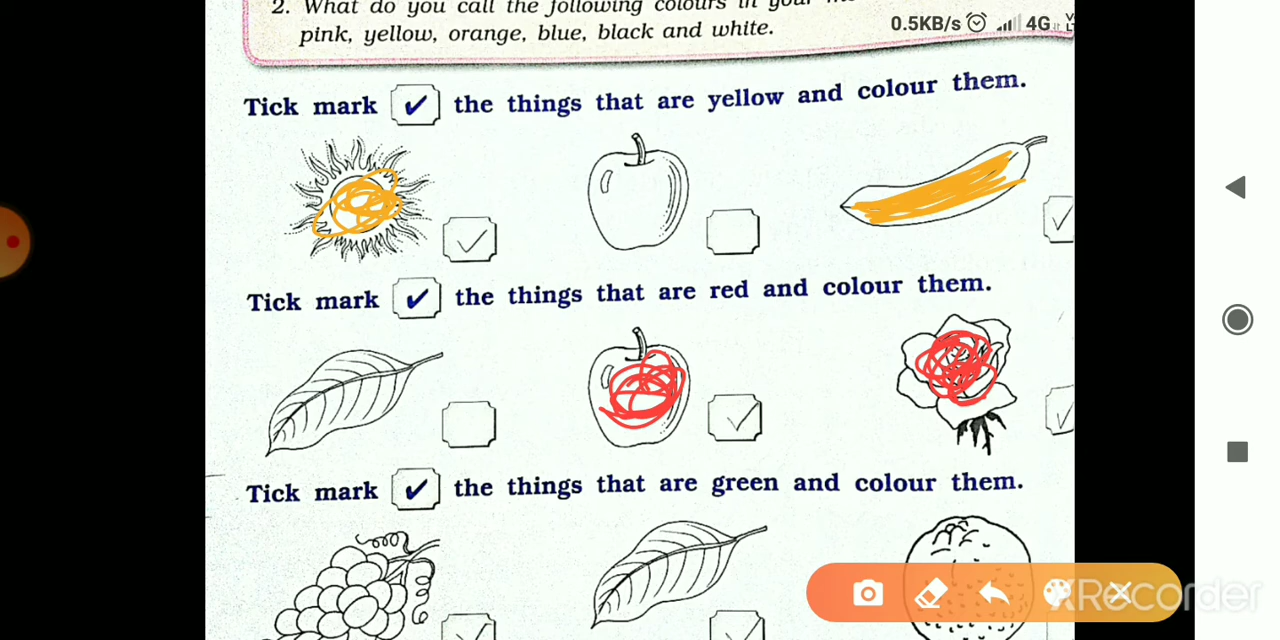 2. What do you call the following colours in your
pink, yellow, orange, blue, black and white.
0.5KB/s 4G
Tick mark ✔ the things that are yellow and colour them.
Tick mark ✔ the things that are red and colour them.
Tick mark ✔ the things that are green and colour them.
XRecorder